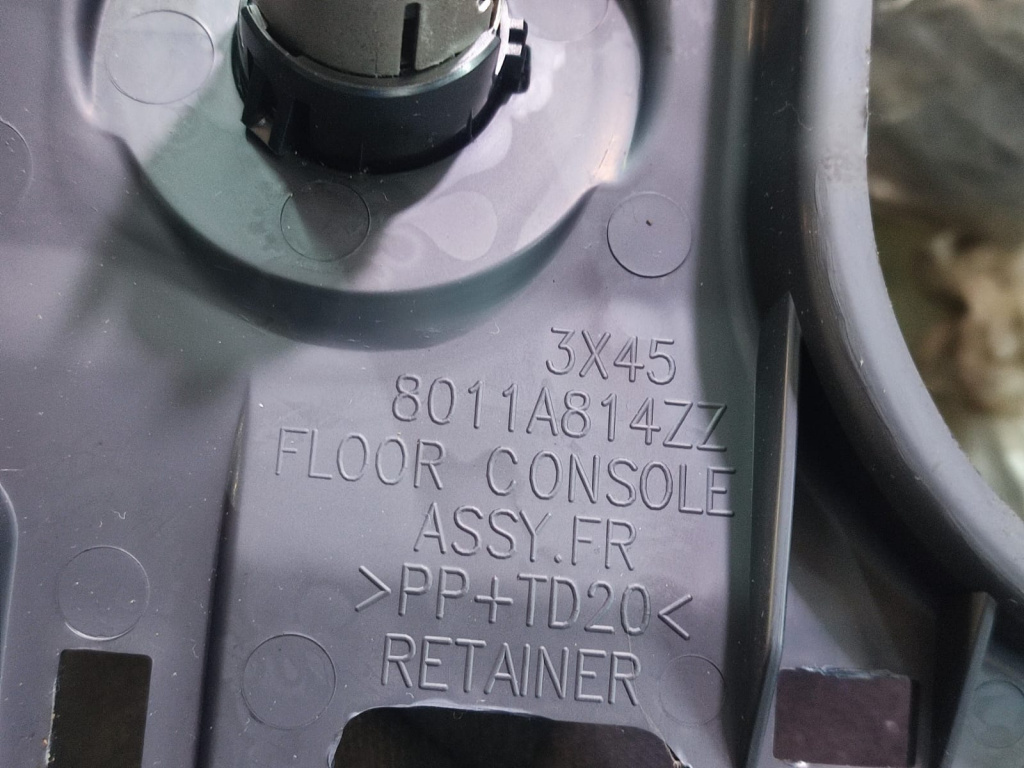 3X45
8011A814ZZ
FLOOR CONSOLE
ASSY.FR
>PP+TD20<
RETAINER